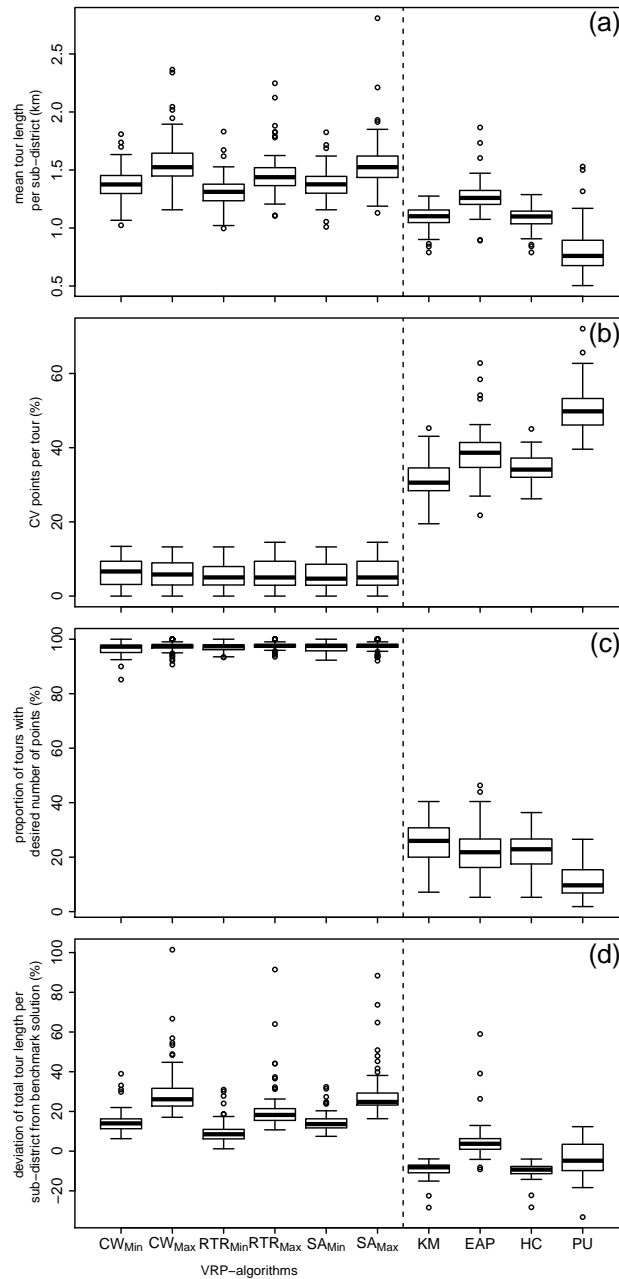 (a)
mean tour length
per sub-district (km)
2.5
2.0
1.5
1.0
0.5
(b)
CV points per tour (%)
60
40
20
0
(c)
proportion of tours with
desired number of points (%)
100
80
60
40
20
0
(d)
deviation of total tour length per
sub-district from benchmark solution (%)
100
80
60
40
20
0
−20
CWMin CWMax RTRMin RTRMax SAMin SAMax KM EAP HC PU
VRP−algorithms